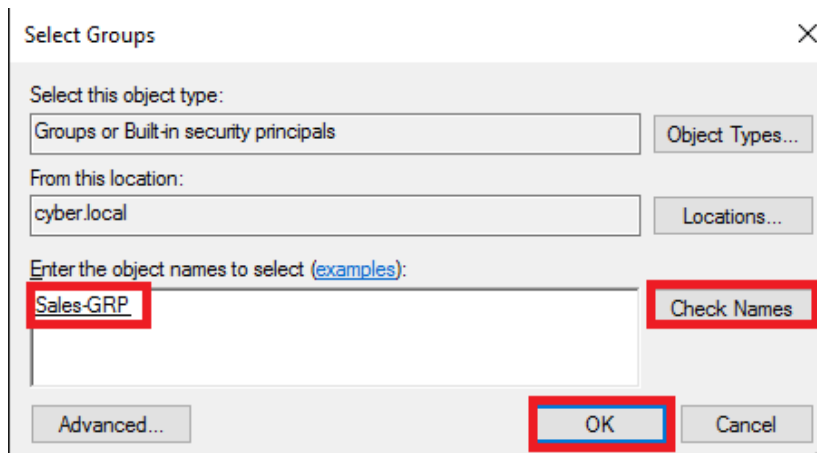 Select Groups
Select this object type:
Groups or Built-in security principals
Object Types...
From this location:
cyber.local
Locations...
Enter the object names to select (examples):
Sales-GRP
Check Names
Advanced...
OK
Cancel